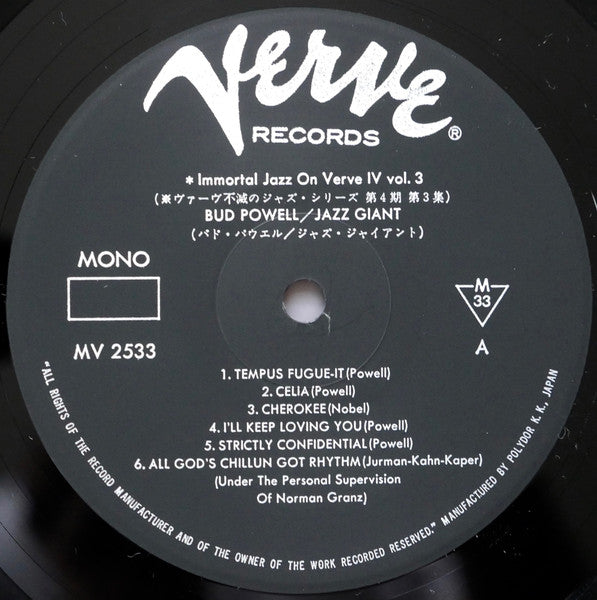 Verve
RECORDS ®
* Immortal Jazz On Verve IV vol. 3
(※ヴァーヴ不滅のジャズ・シリーズ 第4期 第3集)
BUD POWELL／JAZZ GIANT
(バド・パウエル／ジャズ・ジャイアント)
MONO
MV 2533
M
33
A
1. TEMPUS FUGUE-IT (Powell)
2. CELiA (Powell)
3. CHEROKEE (Nobel)
4. I'LL KEEP LOVING YOU (Powell)
5. STRICTLY CONFIDENTIAL (Powell)
6. ALL GOD'S CHILLUN GOT RHYTHM (Jurman-Kahn-Kaper)
(Under The Personal Supervision
Of Norman Granz)
"ALL RIGHTS OF THE RECORD MANUFACTURER AND OF THE OWNER OF THE WORK RECORDED RESERVED." MANUFACTURED BY POLYDOR K. K., JAPAN